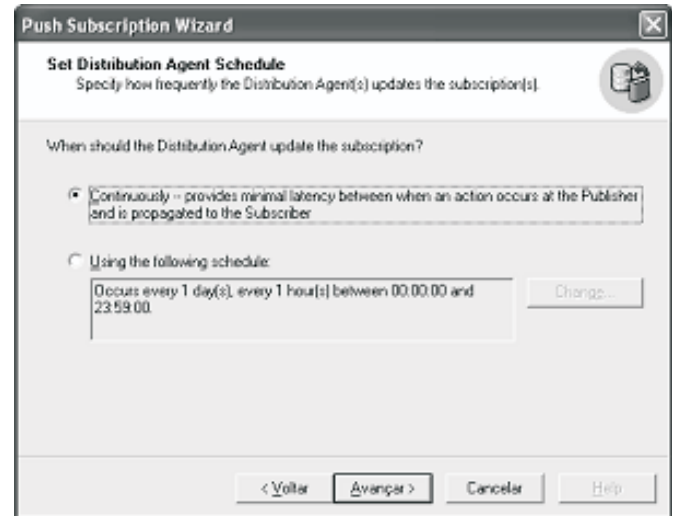 Push Subscription Wizard
Set Distribution Agent Schedule
Specify how frequently the Distribution Agent(s) updates the subscription(s).
When should the Distribution Agent update the subscription?
Continuously -- provides minimal latency between when an action occurs at the Publisher
and is propagated to the Subscriber
Using the following schedule:
Occurs every 1 day(s), every 1 hour(s) between 00:00:00 and
23:59:00.
Change...
< Voltar
Avançar >
Cancelar
Help